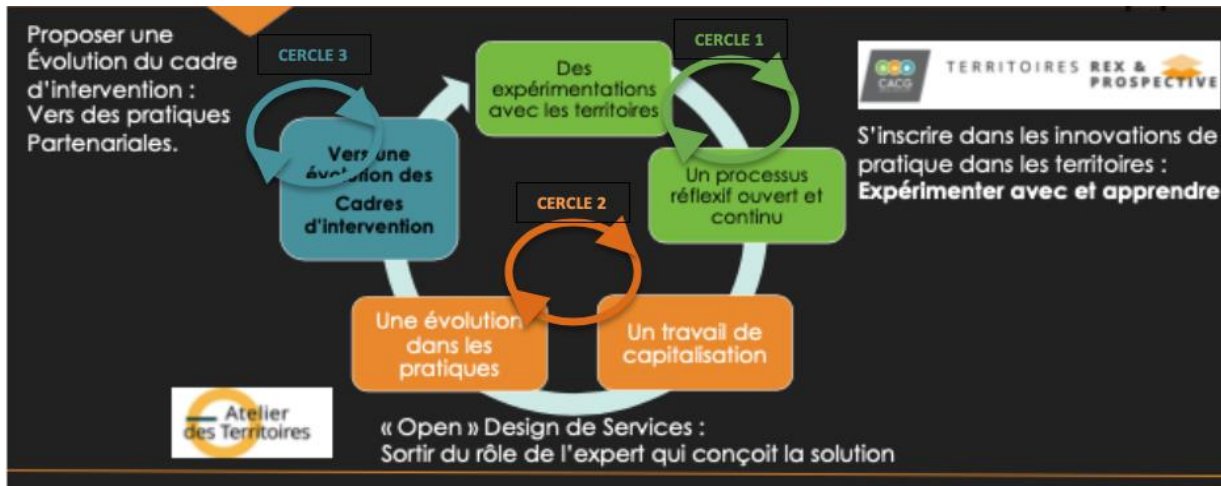 Proposer une
Évolution du cadre
d'intervention :
Vers des pratiques
Partenariales.
CERCLE 3
Vers une
évolution des
Cadres
d'intervention
Des
expérimentations
avec les territoires
CERCLE 1
Un processus
réflexif ouvert et
continu
CERCLE 2
Une évolution
dans les
pratiques
Un travail de
capitalisation
CACG
TERRITOIRES REX &
PROSPECTIVE
S'inscrire dans les innovations de
pratique dans les territoires :
Expérimenter avec et apprendre
Atelier
des Territoires
« Open » Design de Services :
Sortir du rôle de l'expert qui conçoit la solution